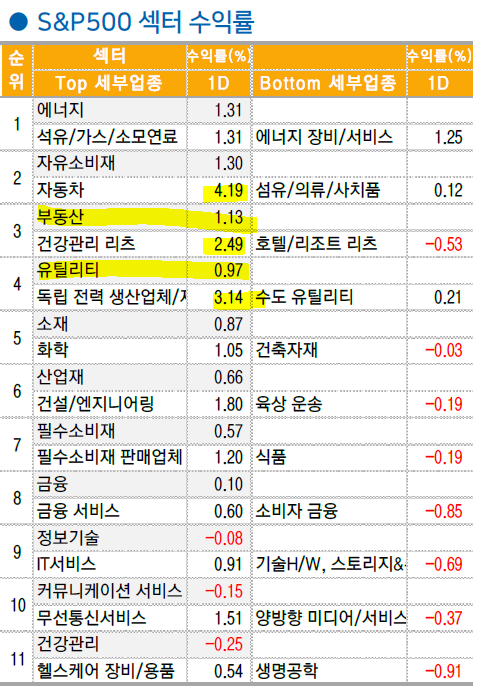 ● S&P500 섹터 수익률
순위 섹터 수익률(%) 수익률(%)
Top 세부업종 1D Bottom 세부업종 1D
1 에너지 1.31
석유/가스/소모연료 1.31 에너지 장비/서비스 1.25
2 자유소비재 1.30
자동차 4.19 섬유/의류/사치품 0.12
3 부동산 1.13
건강관리 리츠 2.49 호텔/리조트 리츠 -0.53
4 유틸리티 0.97
독립 전력 생산업체/ 3.14 수도 유틸리티 0.21
5 소재 0.87
화학 1.05 건축자재 -0.03
6 산업재 0.66
건설/엔지니어링 1.80 육상 운송 -0.19
7 필수소비재 0.57
필수소비재 판매업체 1.20 식품 -0.19
8 금융 0.10
금융 서비스 0.60 소비자 금융 -0.85
9 정보기술 -0.08
IT서비스 0.91 기술H/W, 스토리지& -0.69
10 커뮤니케이션 서비스 -0.15
무선통신서비스 1.51 양방향 미디어/서비스 -0.37
11 건강관리 -0.25
헬스케어 장비/용품 0.54 생명공학 -0.91